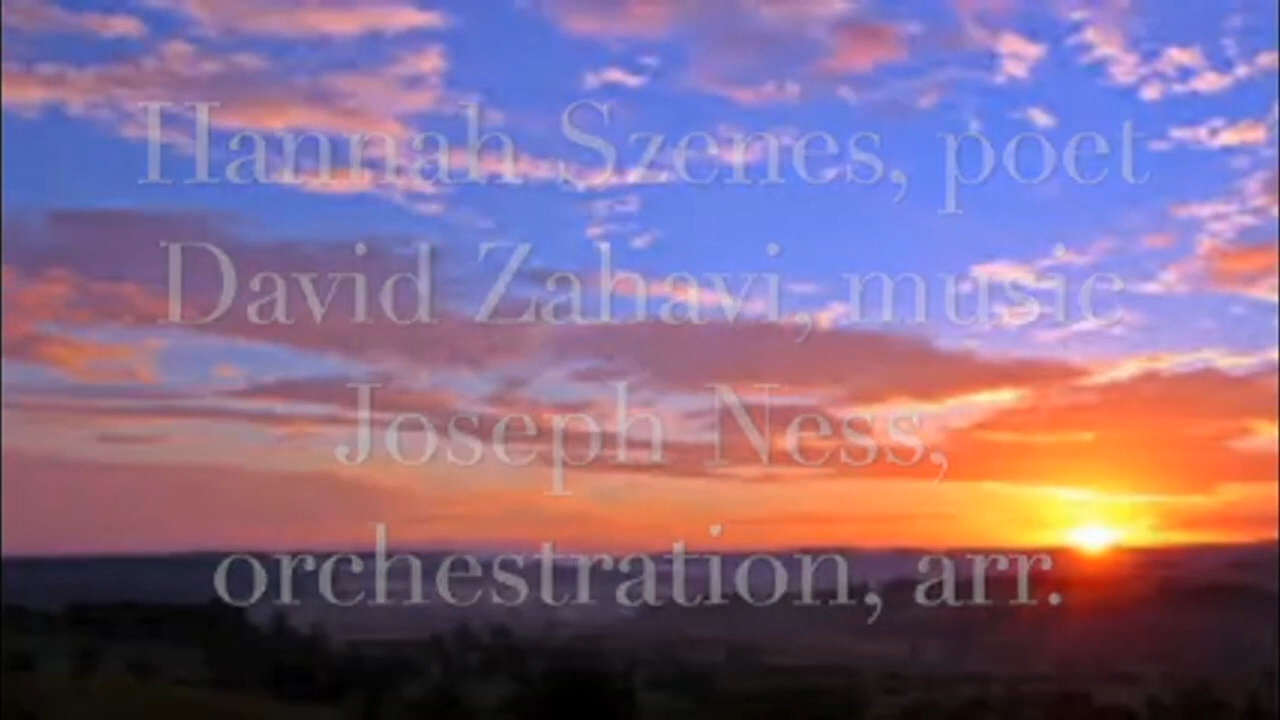 Hannah Szenes, poet
David Zahavi, music
Joseph Ness,
orchestration, arr.